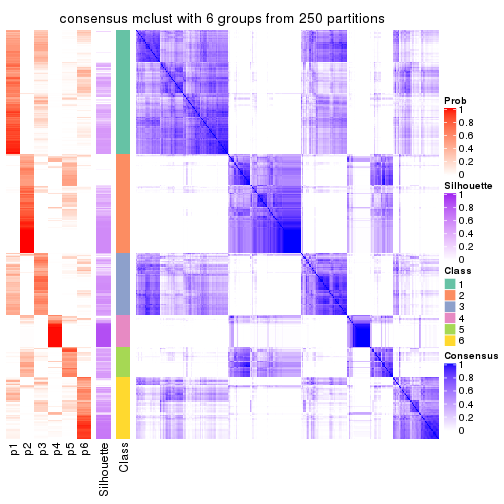 consensus mclust with 6 groups from 250 partitions
Prob
1
0.8
0.6
0.4
0.2
0
Silhouette
1
0.8
0.6
0.4
0.2
0
Class
1
2
3
4
5
6
Consensus
1
0.8
0.6
0.4
0.2
0
p1
p2
p3
p4
p5
p6
Silhouette
Class